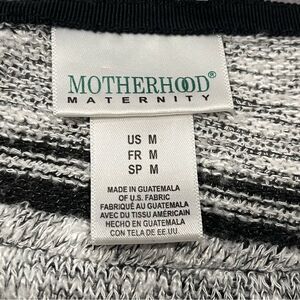 MOTHERHOOD®
MATERNITY
US M
FR M
SP M
MADE IN GUATEMALA
OF U.S. FABRIC
FABRIQUÉ AU GUATEMALA
AVEC DU TISSU AMÉRICAIN
HECHO EN GUATEMALA
CON TELA DE EE.UU.